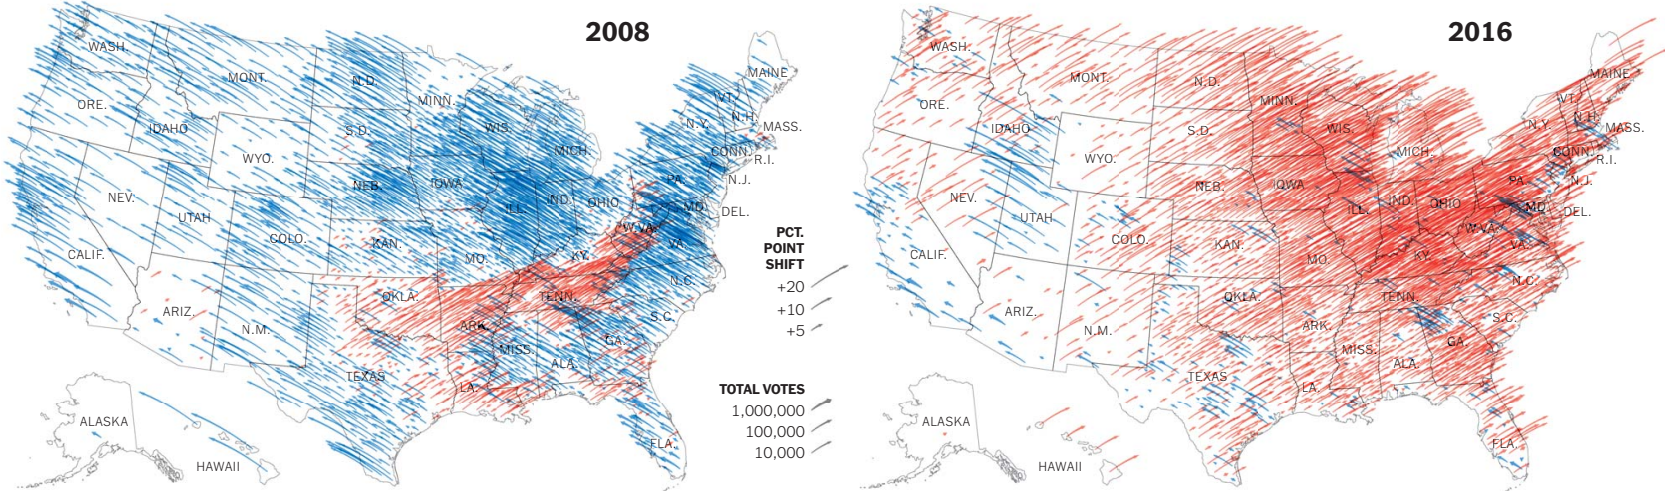 2008
WASH.
MONT.
N.D.
MINN.
MAINE
ORE.
IDAHO
S.D.
WIS.
VT.
N.H.
N.Y.
MASS.
WYO.
MICH.
CONN.
R.I.
NEB.
IOWA
PA.
N.J.
NEV.
UTAH
ILL.
IND.
OHIO
MD.
DEL.
COLO.
KAN.
MO.
KY.
W.VA.
VA.
CALIF.
OKLA.
TENN.
N.C.
ARIZ.
N.M.
ARK.
S.C.
MISS.
ALA.
GA.
TEXAS
LA.
ALASKA
HAWAII
FLA.
PCT.
POINT
SHIFT
+20
+10
+5
TOTAL VOTES
1,000,000
100,000
10,000
2016
WASH.
MONT.
N.D.
MINN.
MAINE
ORE.
IDAHO
S.D.
WIS.
VT.
N.H.
N.Y.
MASS.
WYO.
MICH.
CONN.
R.I.
NEB.
IOWA
PA.
N.J.
NEV.
UTAH
ILL.
IND.
OHIO
MD.
DEL.
COLO.
KAN.
MO.
KY.
W.VA.
VA.
CALIF.
OKLA.
TENN.
N.C.
ARIZ.
N.M.
ARK.
S.C.
MISS.
ALA.
GA.
TEXAS
LA.
ALASKA
HAWAII
FLA.